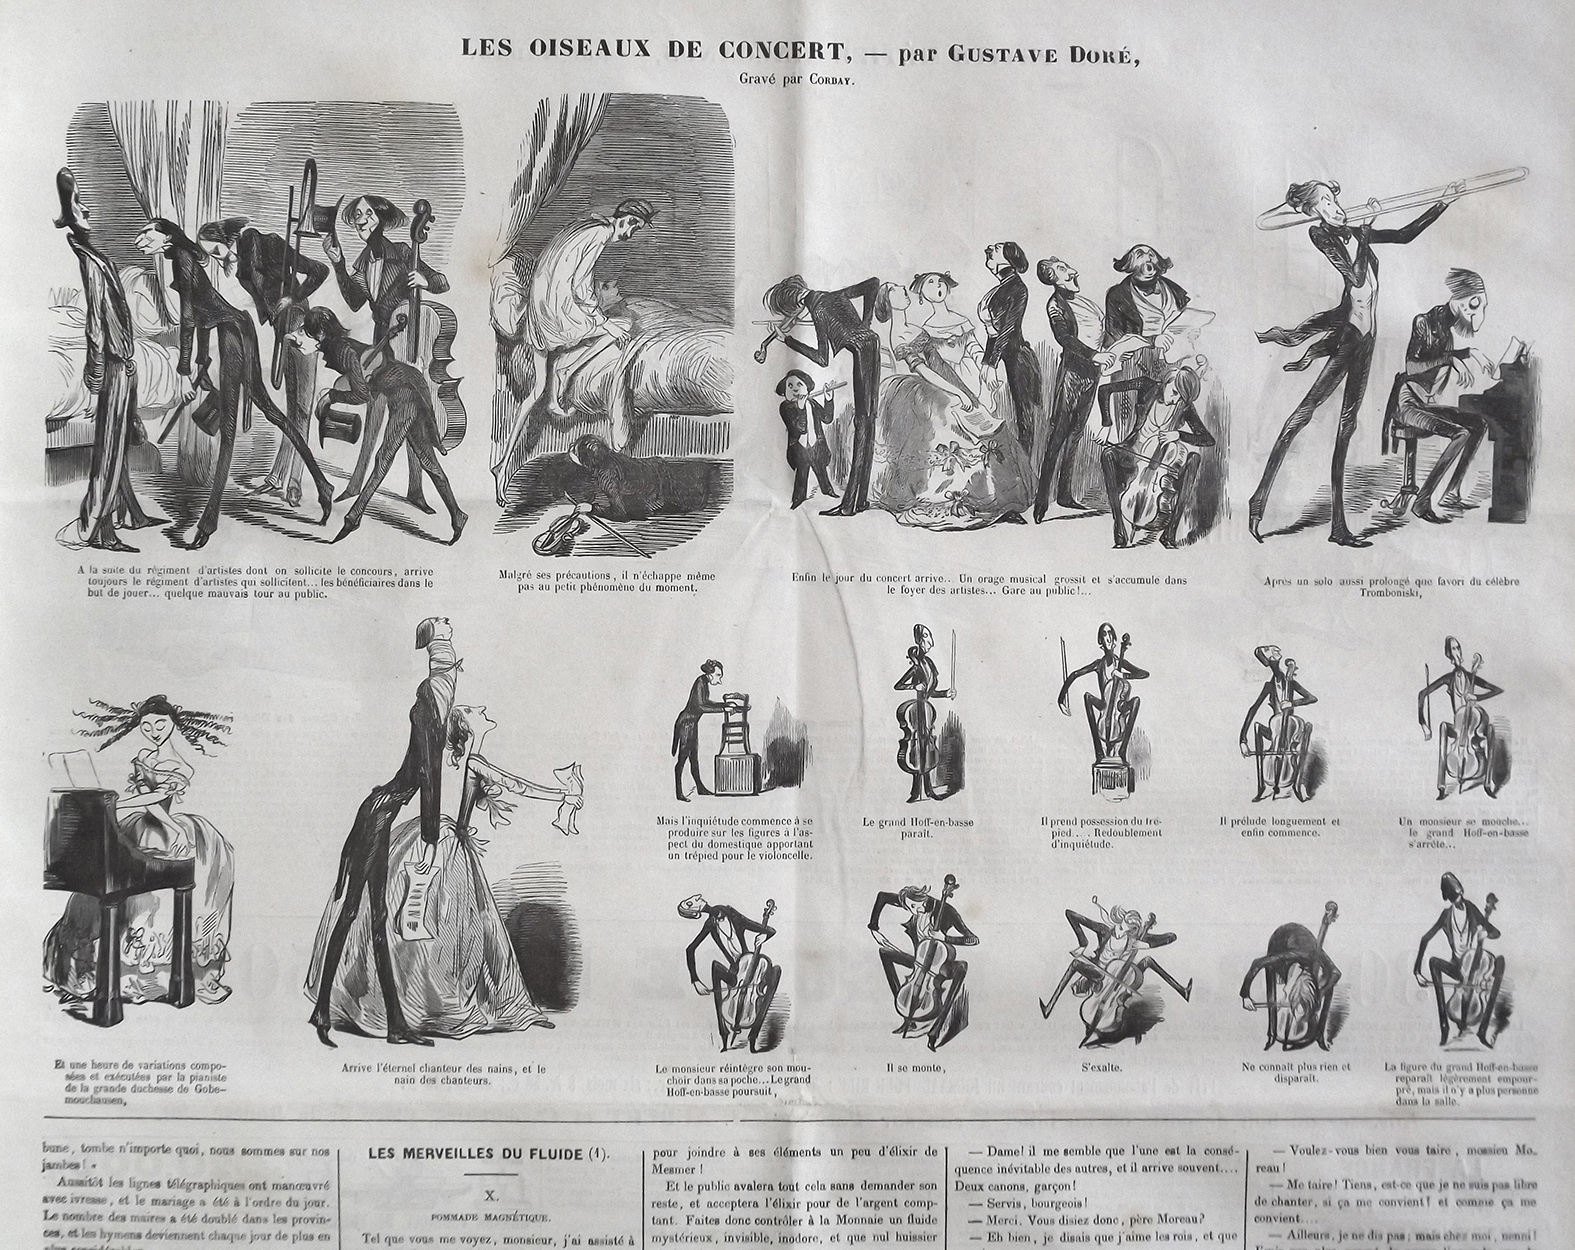 LES OISEAUX DE CONCERT, — par GUSTAVE DORÉ,
Gravé par CORBAY.
A la suite du régiment d'artistes dont on sollicite le concours, arrive
toujours le régiment d'artistes qui sollicitent... les bénéficiaires dans le
but de jouer... quelque mauvais tour au public.
Malgré ses précautions, il n'échappe même
pas au petit phénomène du moment.
Enfin le jour du concert arrive.. Un orage musical grossit et s'accumule dans
le foyer des artistes... Gare au public!...
Après un solo aussi prolongé que favori du célèbre
Tromboniski,
Et une heure de variations compo-
sées et exécutées par la pianiste
de la grande duchesse de Gobe-
mouchausen,
Arrive l'éternel chanteur des nains, et le
nain des chanteurs.
Mais l'inquiétude commence à se
produire sur les figures à l'as-
pect du domestique apportant
un trépied pour le violoncelle.
Le grand Hoff-en-basse
paraît.
Il prend possession du tré-
pied.... Redoublement
d'inquiétude.
Il prélude longuement et
enfin commence.
Un monsieur se mouche...
le grand Hoff-en-basse
s'arrête...
Le monsieur réintègre son mou-
choir dans sa poche...Le grand
Hoff-en-basse poursuit,
Il se monte,
S'exalte.
Ne connaît plus rien et
disparaît.
La figure du grand Hoff-en-basse
reparaît légèrement empour-
pré, mais il n'y a plus personne
dans la salle.
bune, tombe n'importe quoi, nous sommes sur nos
jambes! »
Aussitôt les lignes télégraphiques ont manœuvré
avec ivresse, et le mariage a été à l'ordre du jour.
Le nombre des maires a été doublé dans les provin-
ces, et les hymens deviennent chaque jour de plus en
LES MERVEILLES DU FLUIDE (1).
X.
POMMADE MAGNÉTIQUE.
Tel que vous me voyez, monsieur, j'ai assisté à
pour joindre à ses éléments un peu d'élixir de
Mesmer!
Et le public avalera tout cela sans demander son
reste, et acceptera l'élixir pour de l'argent comp-
tant. Faites donc contrôler à la Monnaie un fluide
mystérieux, invisible, inodore, et que nul huissier
— Dame! il me semble que l'une est la consé-
quence inévitable des autres, et il arrive souvent....
Deux canons, garçon!
— Servis, bourgeois!
— Merci. Vous disiez donc, père Moreau?
— Eh bien, je disais que j'aime les rois, et que
— Voulez-vous bien vous taire, monsieu Mo-
reau!
— Me taire! Tiens, est-ce que je ne suis pas libre
de chanter, si ça me convient! et comme ça me
convient....
— Ailleurs, je ne dis pas; mais chez moi, nenni!